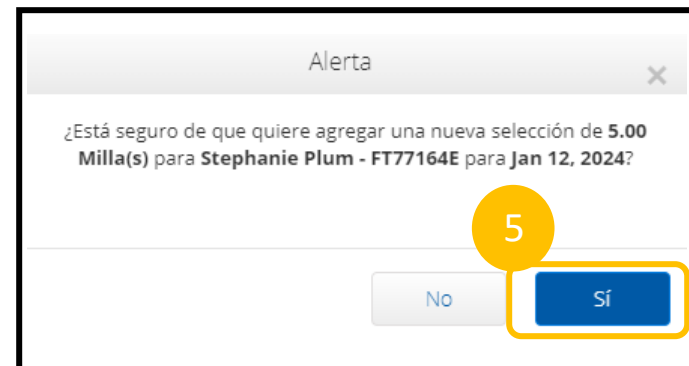 Alerta
×
¿Está seguro de que quiere agregar una nueva selección de 5.00
Milla(s) para Stephanie Plum - FT77164E para Jan 12, 2024?
5
No
Sí